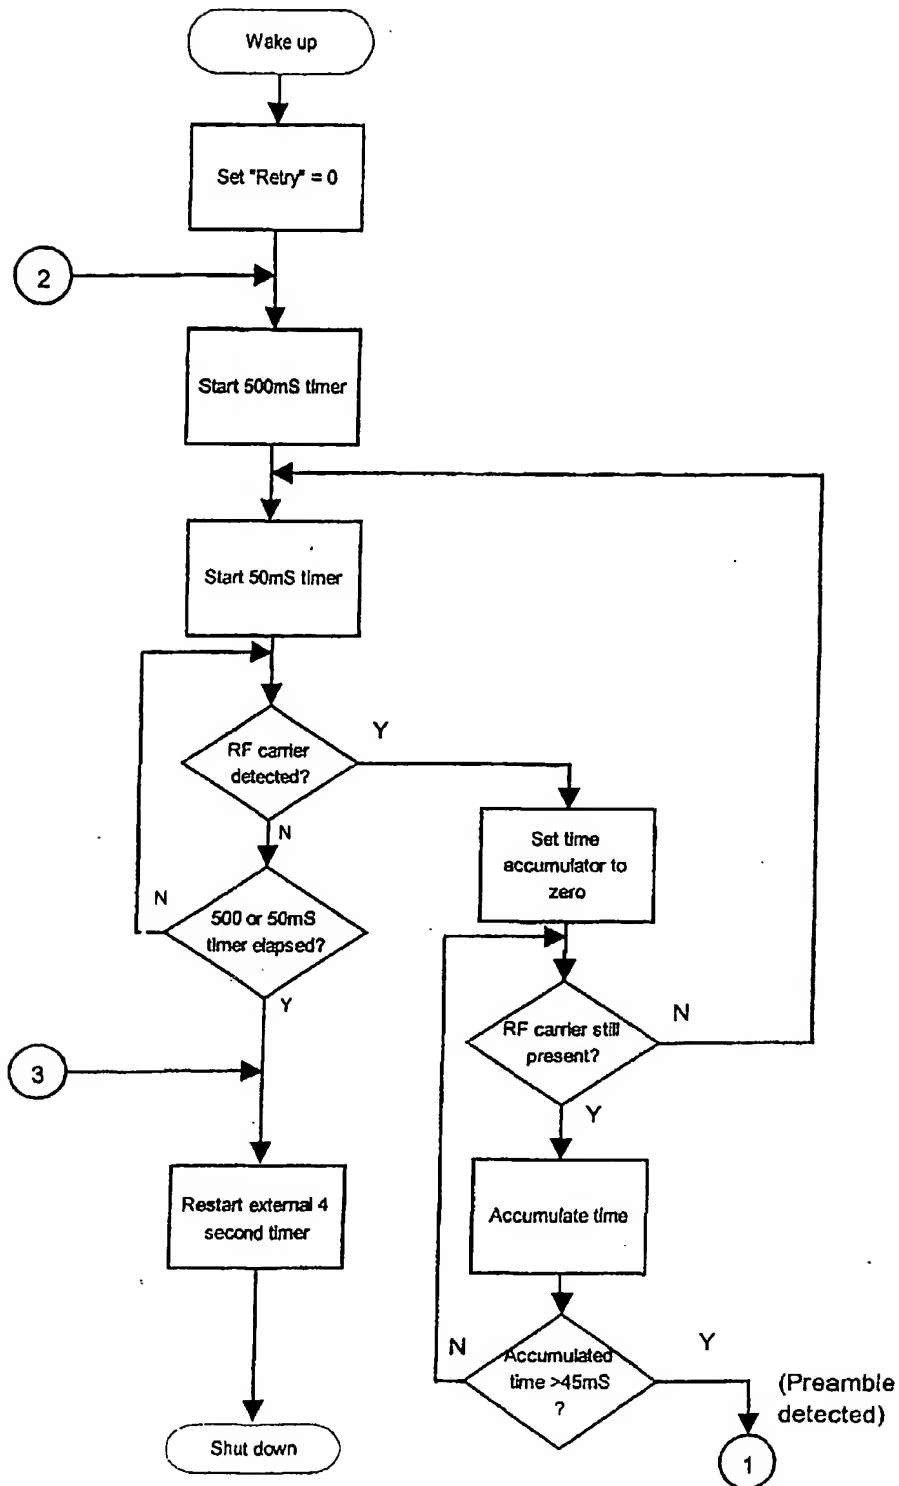 Wake up
Set "Retry" = 0
2
Start 500mS timer
Start 50mS timer
RF carrier
detected?
Y
N
Set time
accumulator to
zero
500 or 50mS
timer elapsed?
N
Y
RF carrier still
present?
N
Y
3
Restart external 4
second timer
Accumulate time
Accumulated
time >45mS
?
N
Y
(Preamble
detected)
1
Shut down